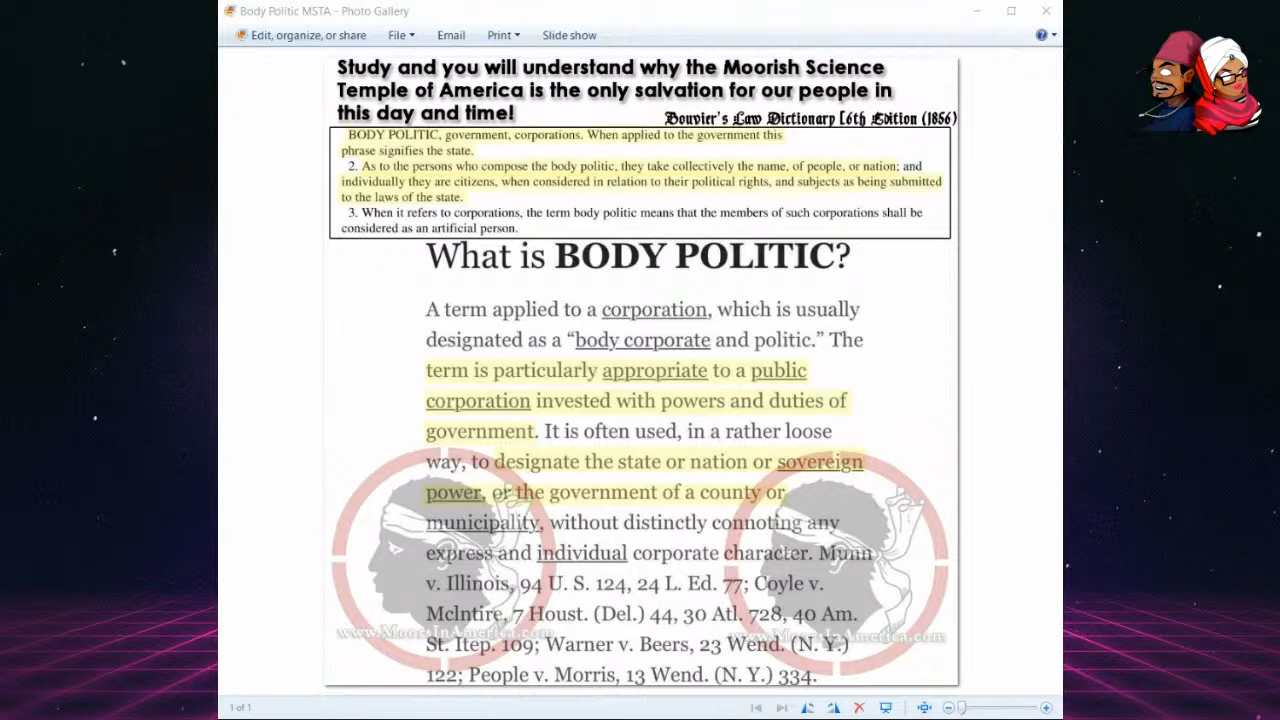 Body Politic MSTA - Photo Gallery
Edit, organize, or share File Email Print Slide show
Study and you will understand why the Moorish Science
Temple of America is the only salvation for our people in
this day and time!
Bouvier's Law Dictionary [6th Edition (1856)
BODY POLITIC, government, corporations. When applied to the government this
phrase signifies the state.
2. As to the persons who compose the body politic, they take collectively the name, of people, or nation; and
individually they are citizens, when considered in relation to their political rights, and subjects as being submitted
to the laws of the state.
3. When it refers to corporations, the term body politic means that the members of such corporations shall be
considered as an artificial person.
What is BODY POLITIC?
A term applied to a corporation, which is usually
designated as a “body corporate and politic.” The
term is particularly appropriate to a public
corporation invested with powers and duties of
government. It is often used, in a rather loose
way, to designate the state or nation or sovereign
power, or the government of a county or
municipality, without distinctly connoting any
express and individual corporate character. Munn
v. Illinois, 94 U. S. 124, 24 L. Ed. 77; Coyle v.
McIntire, 7 Houst. (Del.) 44, 30 Atl. 728, 40 Am.
www.MoorsInAmerica.com www.MoorsInAmerica.com
St. Itep. 109; Warner v. Beers, 23 Wend. (N. Y.)
122; People v. Morris, 13 Wend. (N. Y.) 334.
1 of 1